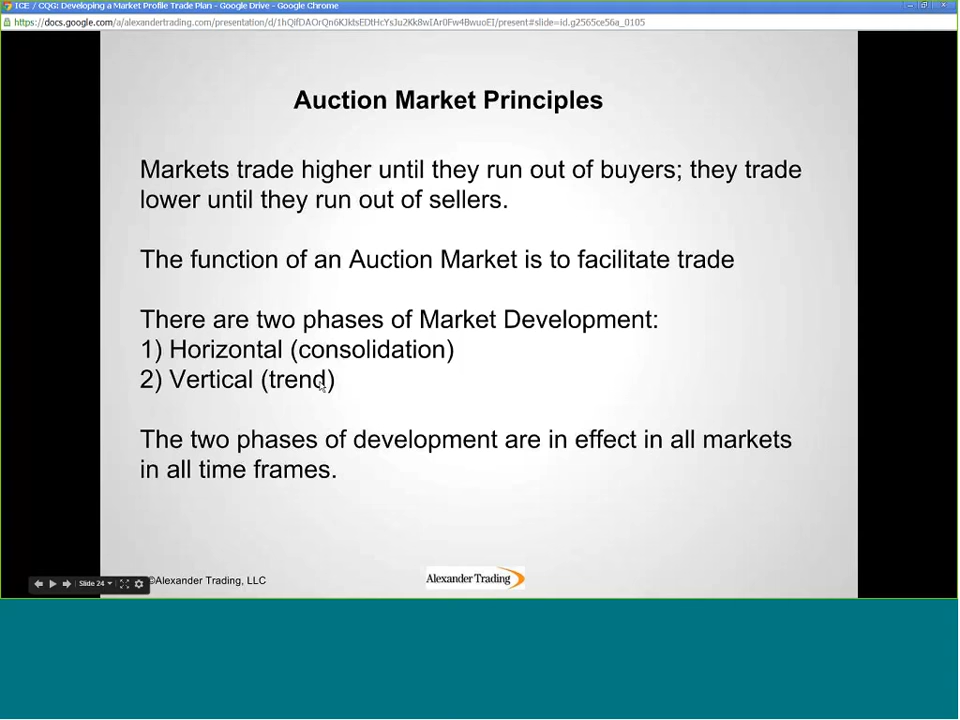 ICE / CQG: Developing a Market Profile Trade Plan - Google Drive - Google Chrome
Auction Market Principles
Markets trade higher until they run out of buyers; they trade
lower until they run out of sellers.
The function of an Auction Market is to facilitate trade
There are two phases of Market Development:
1) Horizontal (consolidation)
2) Vertical (trend)
The two phases of development are in effect in all markets
in all time frames.
Slide 24
©Alexander Trading, LLC
Alexander Trading